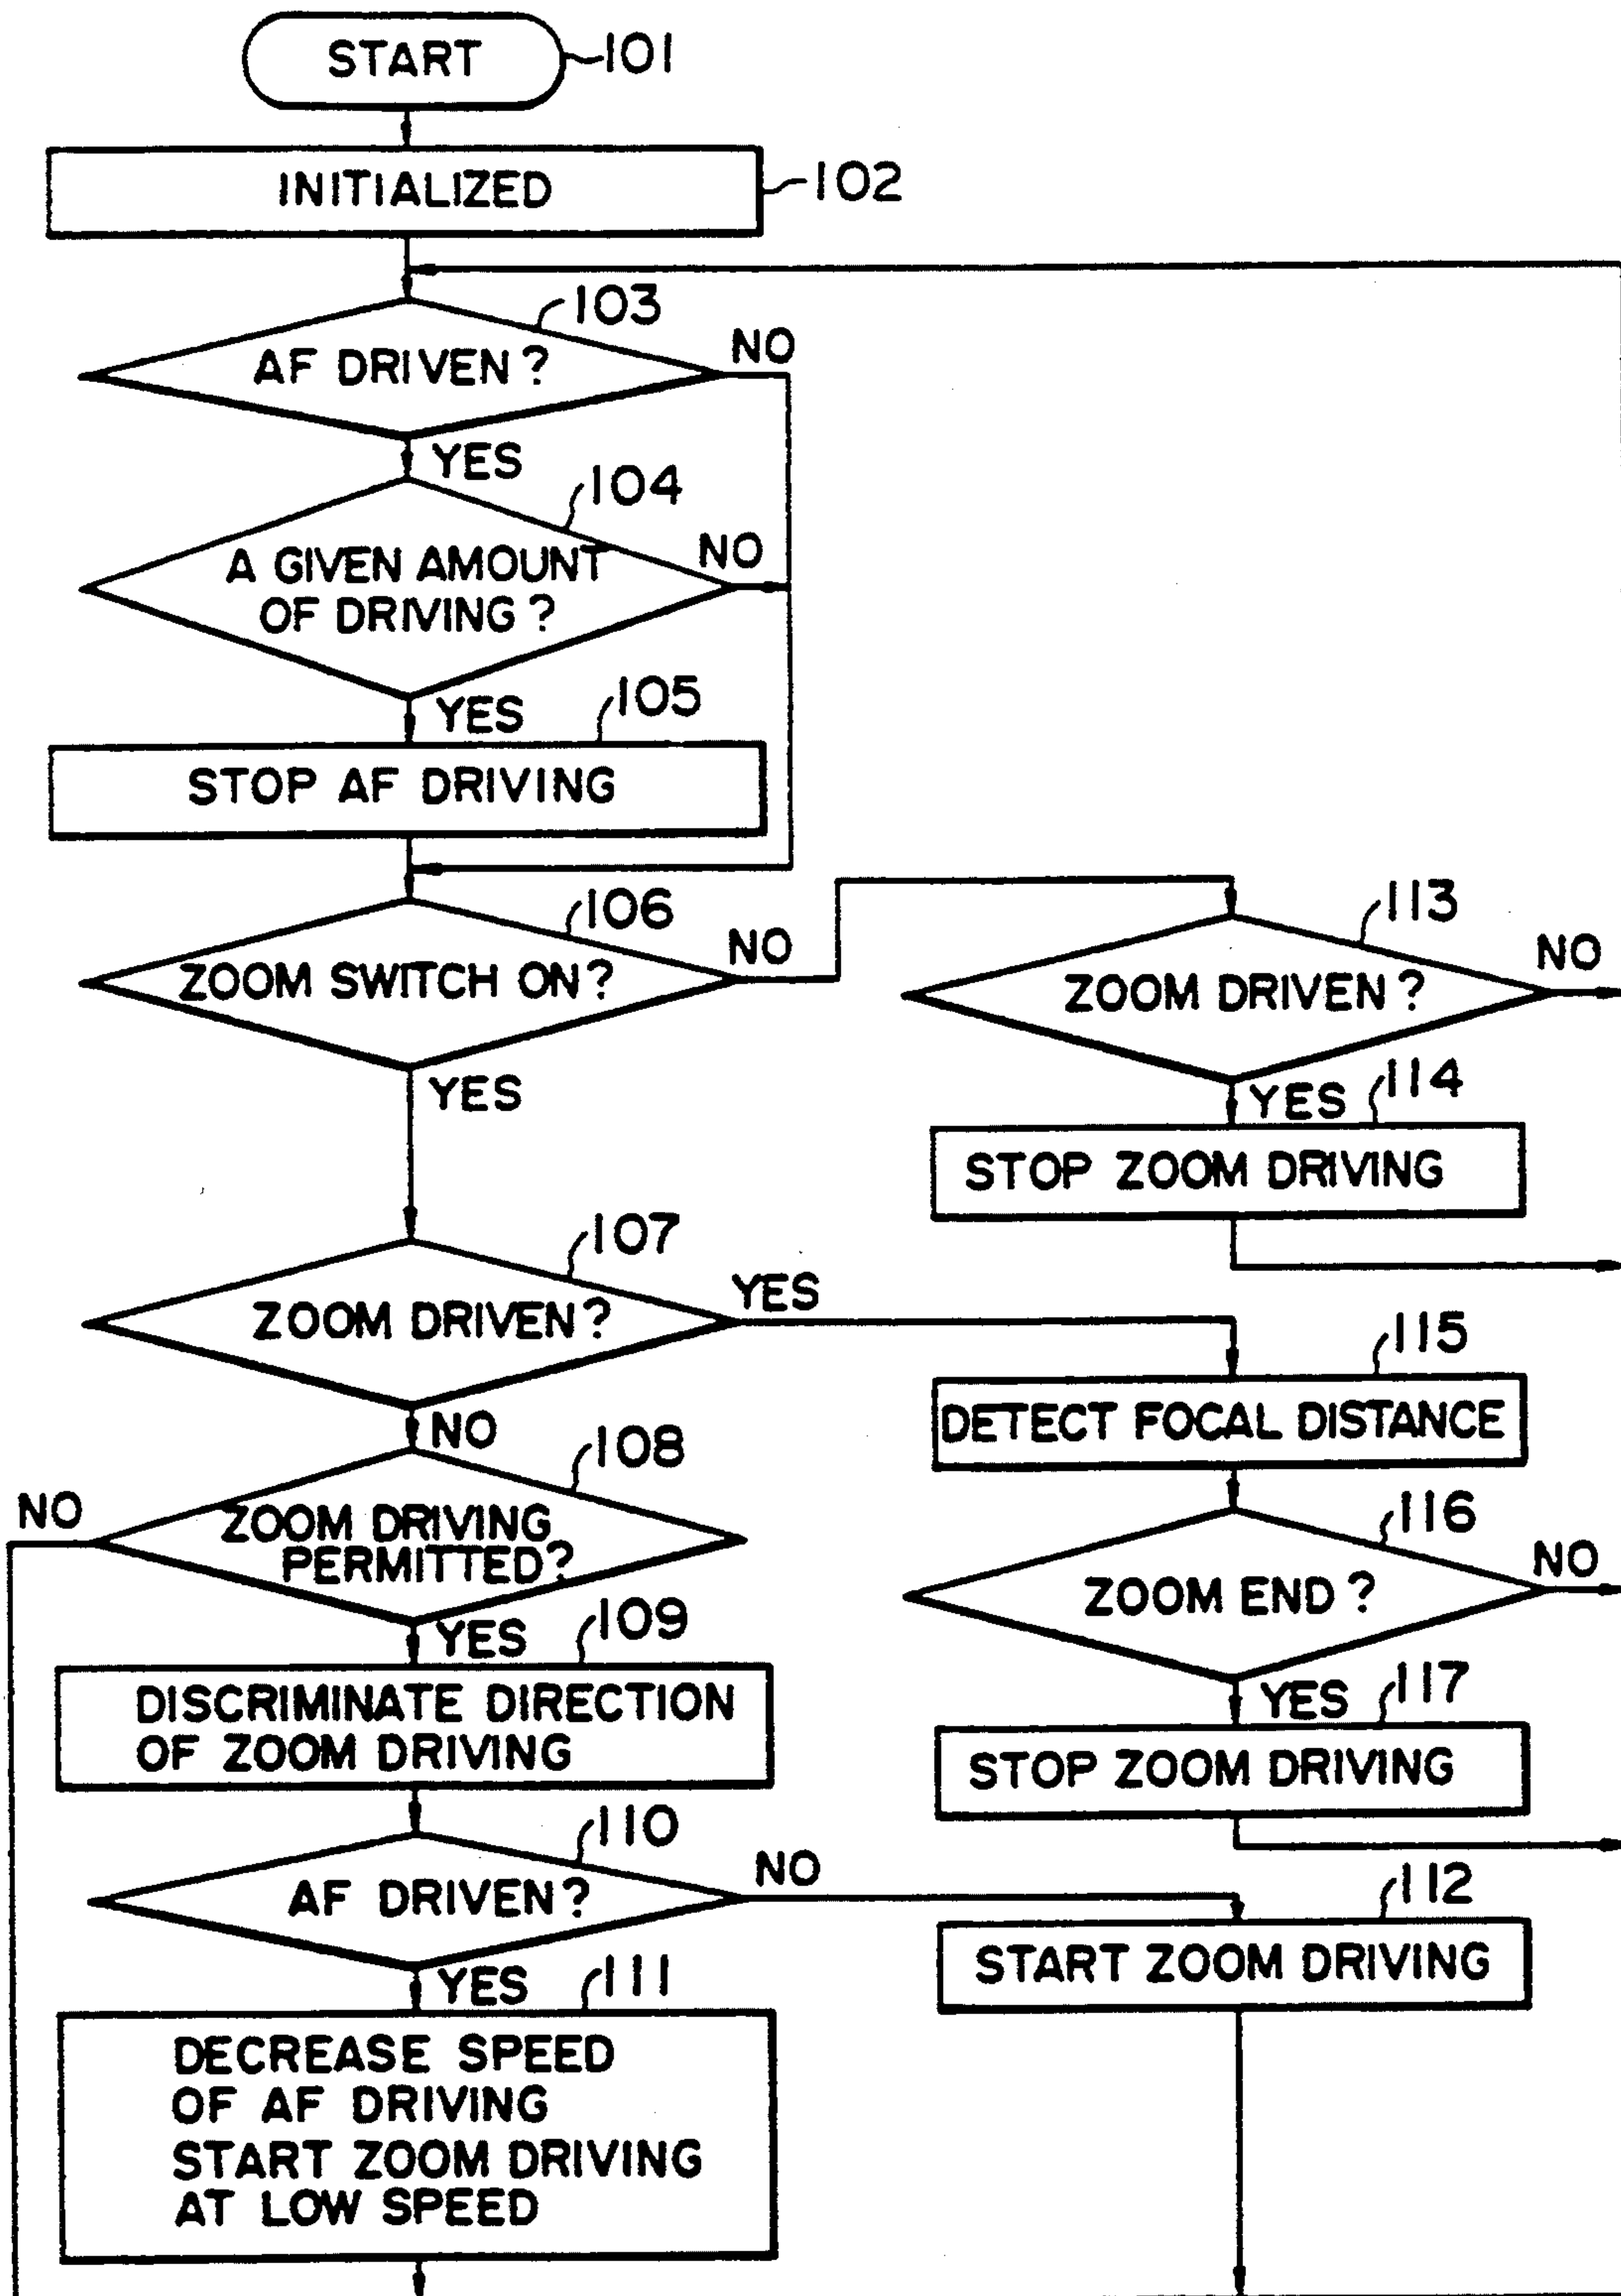 START
101
INITIALIZED
102
103
AF DRIVEN?
NO
YES
104
A GIVEN AMOUNT
OF DRIVING?
NO
YES
105
STOP AF DRIVING
106
ZOOM SWITCH ON?
NO
YES
113
ZOOM DRIVEN?
NO
YES
114
STOP ZOOM DRIVING
107
ZOOM DRIVEN?
YES
NO
115
DETECT FOCAL DISTANCE
108
ZOOM DRIVING
PERMITTED?
NO
YES
116
ZOOM END?
NO
YES
109
DISCRIMINATE DIRECTION
OF ZOOM DRIVING
117
STOP ZOOM DRIVING
110
AF DRIVEN?
NO
YES
112
START ZOOM DRIVING
111
DECREASE SPEED
OF AF DRIVING
START ZOOM DRIVING
AT LOW SPEED